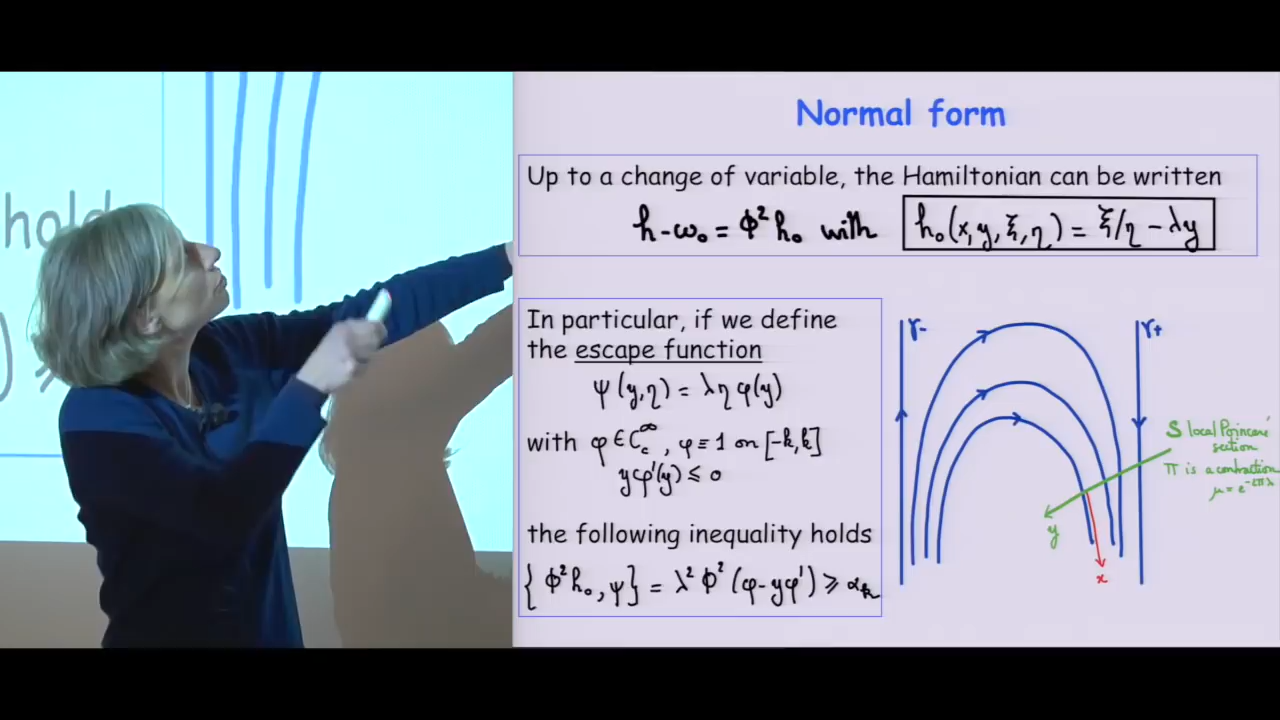 hold
Normal form
Up to a change of variable, the Hamiltonian can be written
h-ω₀ = Φ² h₀ with h₀(x,y,ξ,η) = ξ/η - λy
In particular, if we define
the escape function
ψ(y,η) = λη φ(y)
with φ ∈ C_c^∞, φ ≡ 1 on [-k,k]
yφ'(y) ≤ 0
the following inequality holds
{Φ²h₀, ψ} = λ² Φ² (φ-yφ') ≥ α_k
γ-
γ+
S local Poincaré
section
Π is a contraction
μ = e^{-2πλ}
y
x